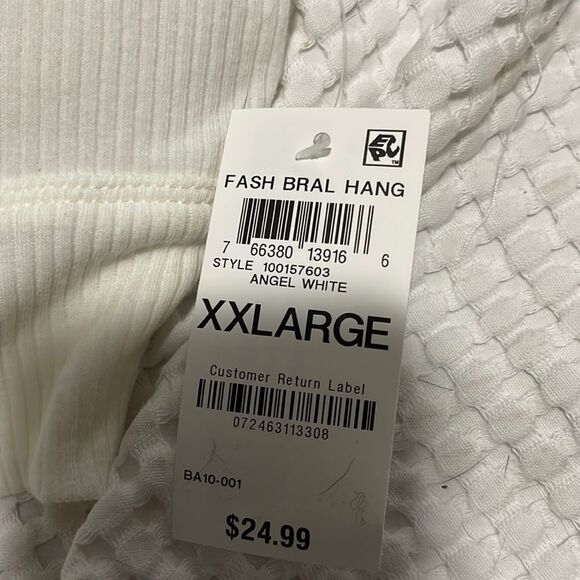 EPC™
FASH BRAL HANG
7 66380 13916 6
STYLE 100157603
ANGEL WHITE
XXLARGE
Customer Return Label
072463113308
BA10-001
$24.99